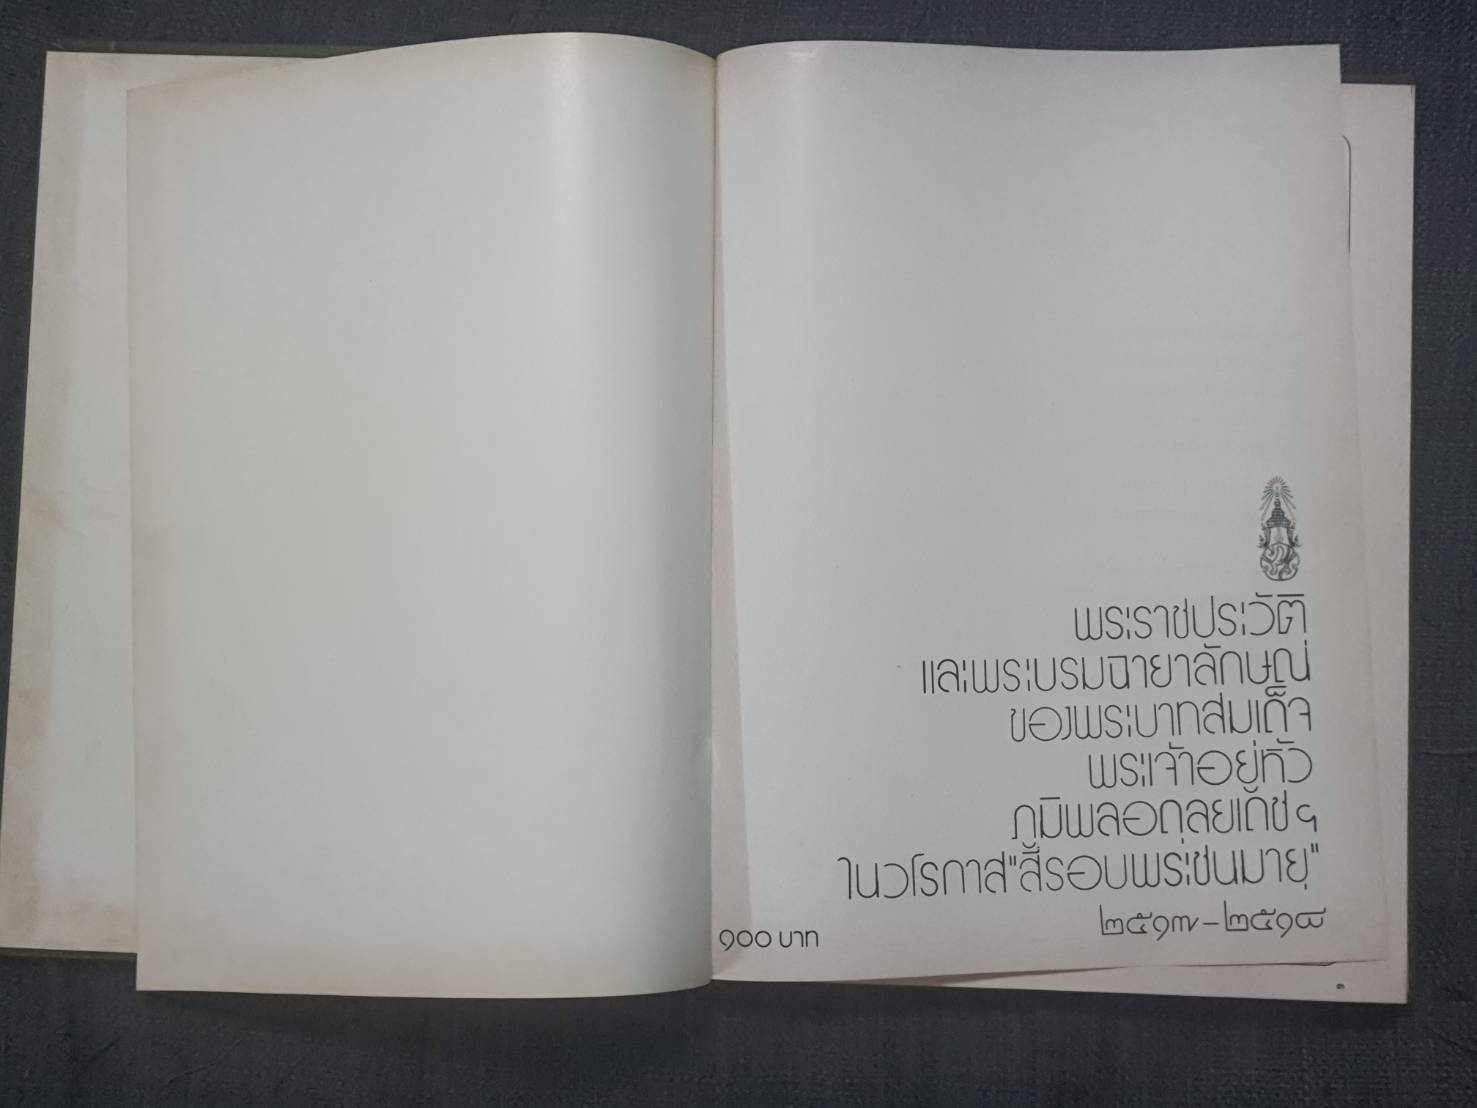 พระราชประวัติ
และพระบรมฉายาลักษณ์
ของพระบาทสมเด็จ
พระเจ้าอยู่หัว
ภูมิพลอดุลยเดช ฯ
ในวโรกาส"สี่รอบพระชนมายุ"
๒๕๑๗-๒๕๑๘
๑๐๐ บาท